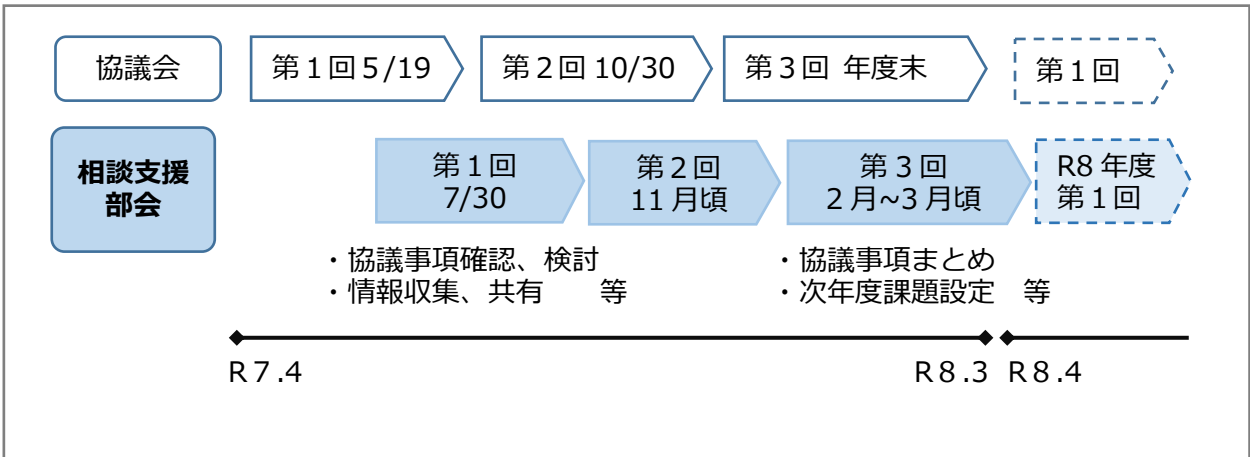 協議会
第１回 5/19
第２回 10/30
第３回 年度末
第１回
相談支援
部会
第１回
7/30
第２回
11 月頃
第３回
２月~３月頃
R8 年度
第１回
・協議事項確認、検討
・情報収集、共有　　等
・協議事項まとめ
・次年度課題設定　等
R７.4
R８.3
R８.4